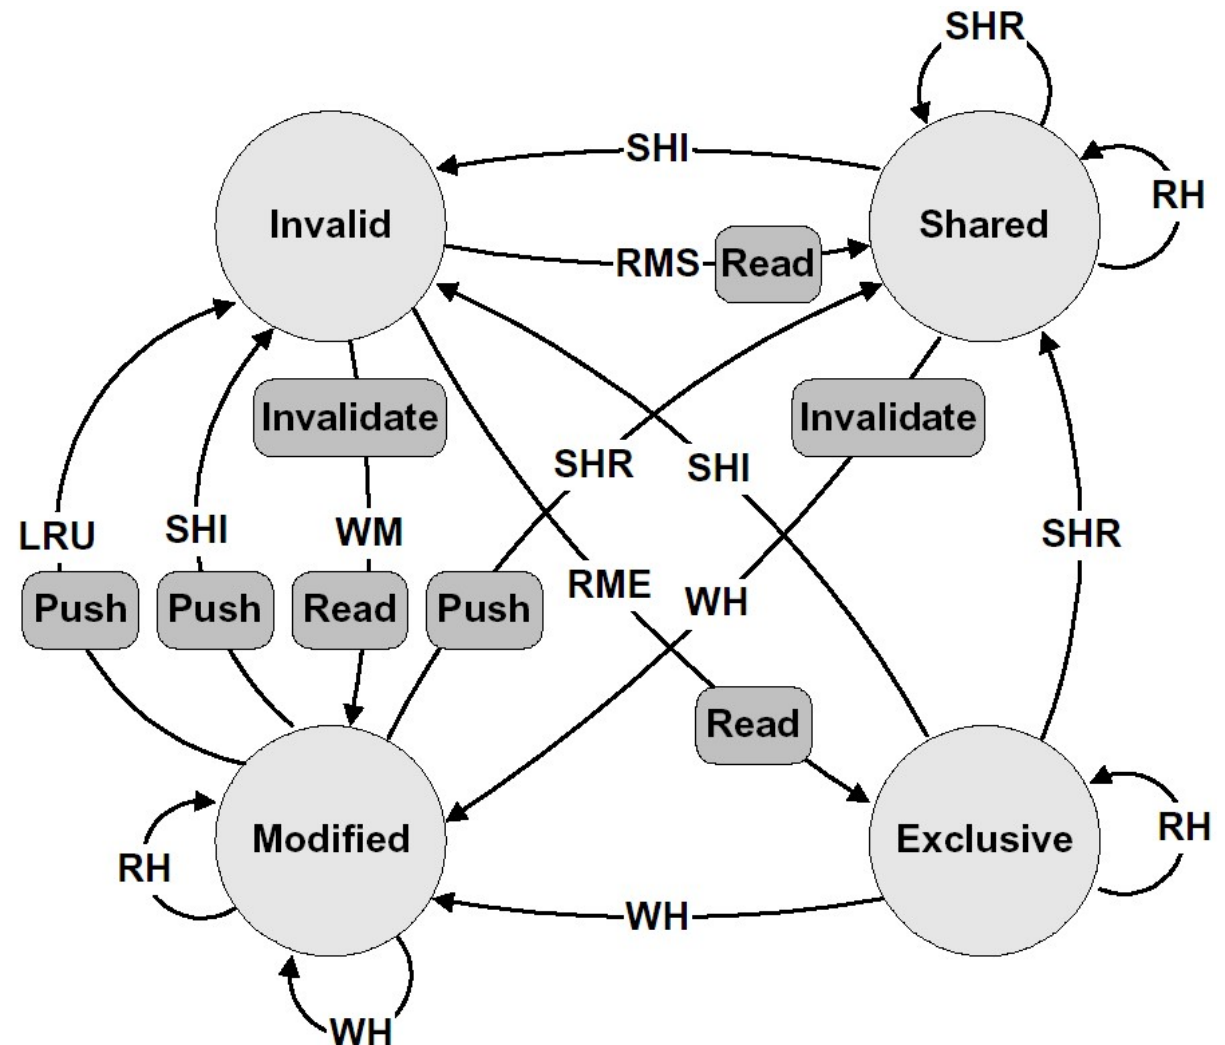 SHR
SHI
RH
Invalid
Shared
RMS
Read
Invalidate
Invalidate
SHR
SHI
LRU
SHI
WM
SHR
RME
WH
Push
Push
Read
Push
Read
Modified
Exclusive
RH
RH
WH
WH